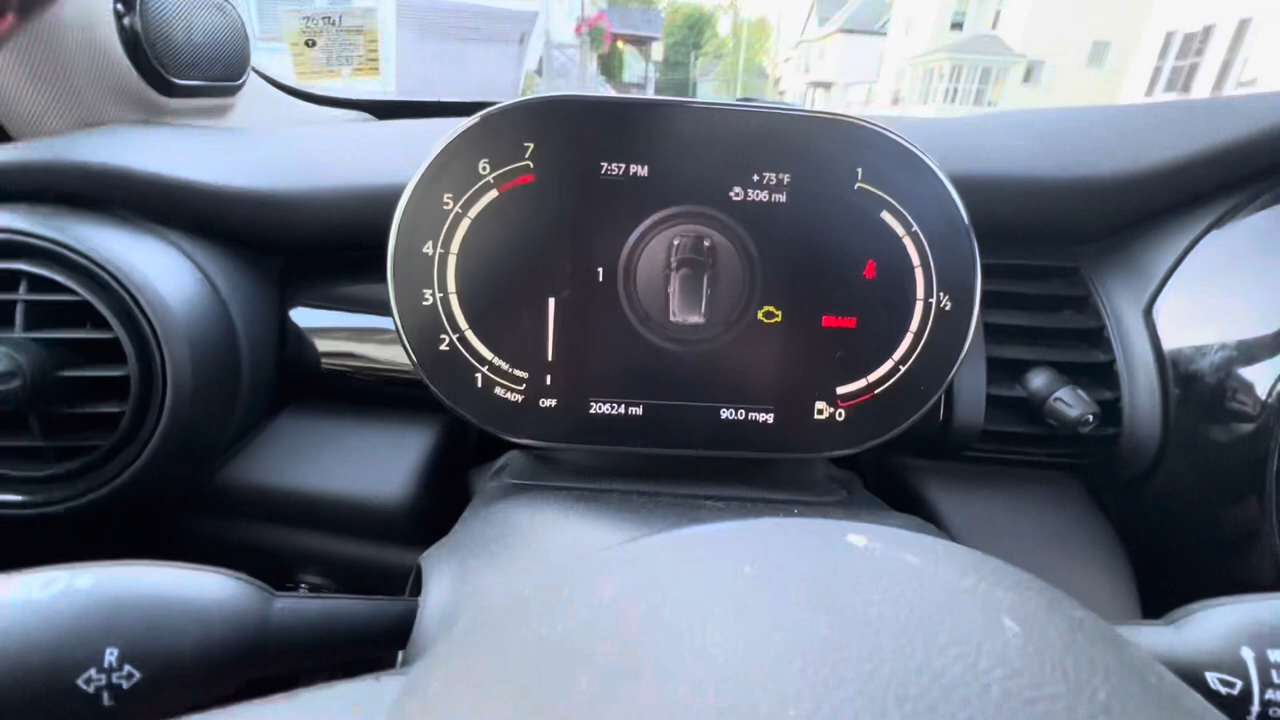 20541
7
6
5
4
3
2
1
RPM x 1000
READY
OFF
7:57 PM
+ 73 °F
306 mi
1
20624 mi
90.0 mpg
1
½
BRAKE
0
R
L